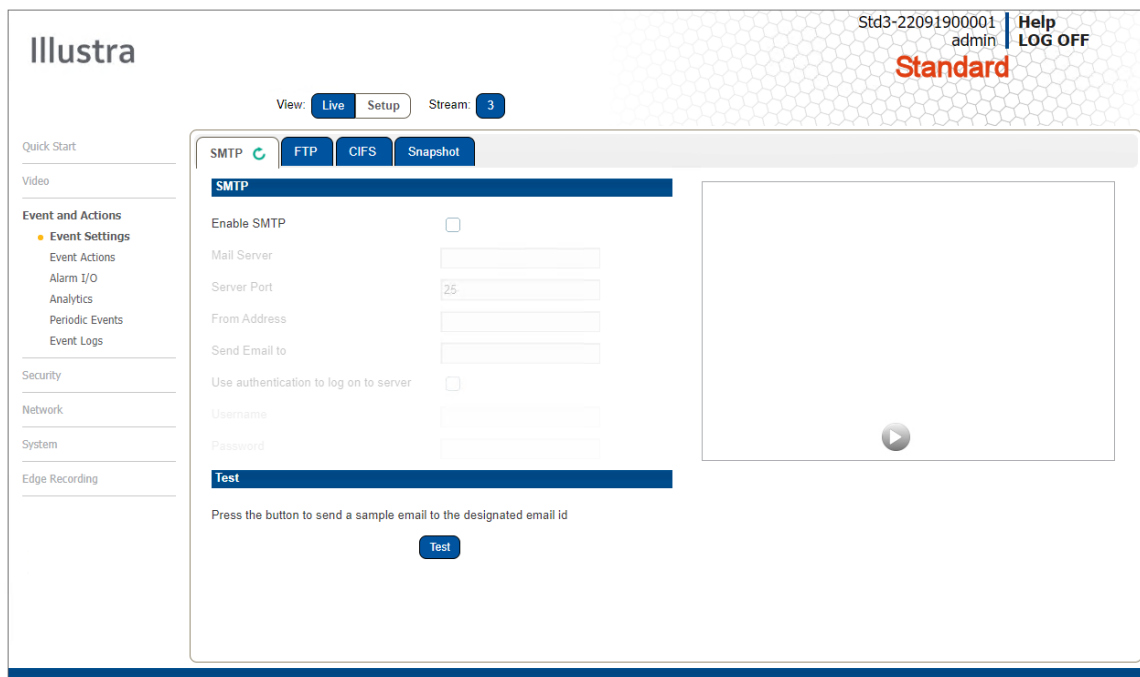 Illustra
Std3-22091900001 Help
admin LOG OFF
Standard
View: Live Setup Stream: 3
Quick Start
Video
Event and Actions
Event Settings
Event Actions
Alarm I/O
Analytics
Periodic Events
Event Logs
Security
Network
System
Edge Recording
SMTP FTP CIFS Snapshot
SMTP
Enable SMTP
Mail Server
Server Port 25
From Address
Send Email to
Use authentication to log on to server
Username
Password
Test
Press the button to send a sample email to the designated email id
Test